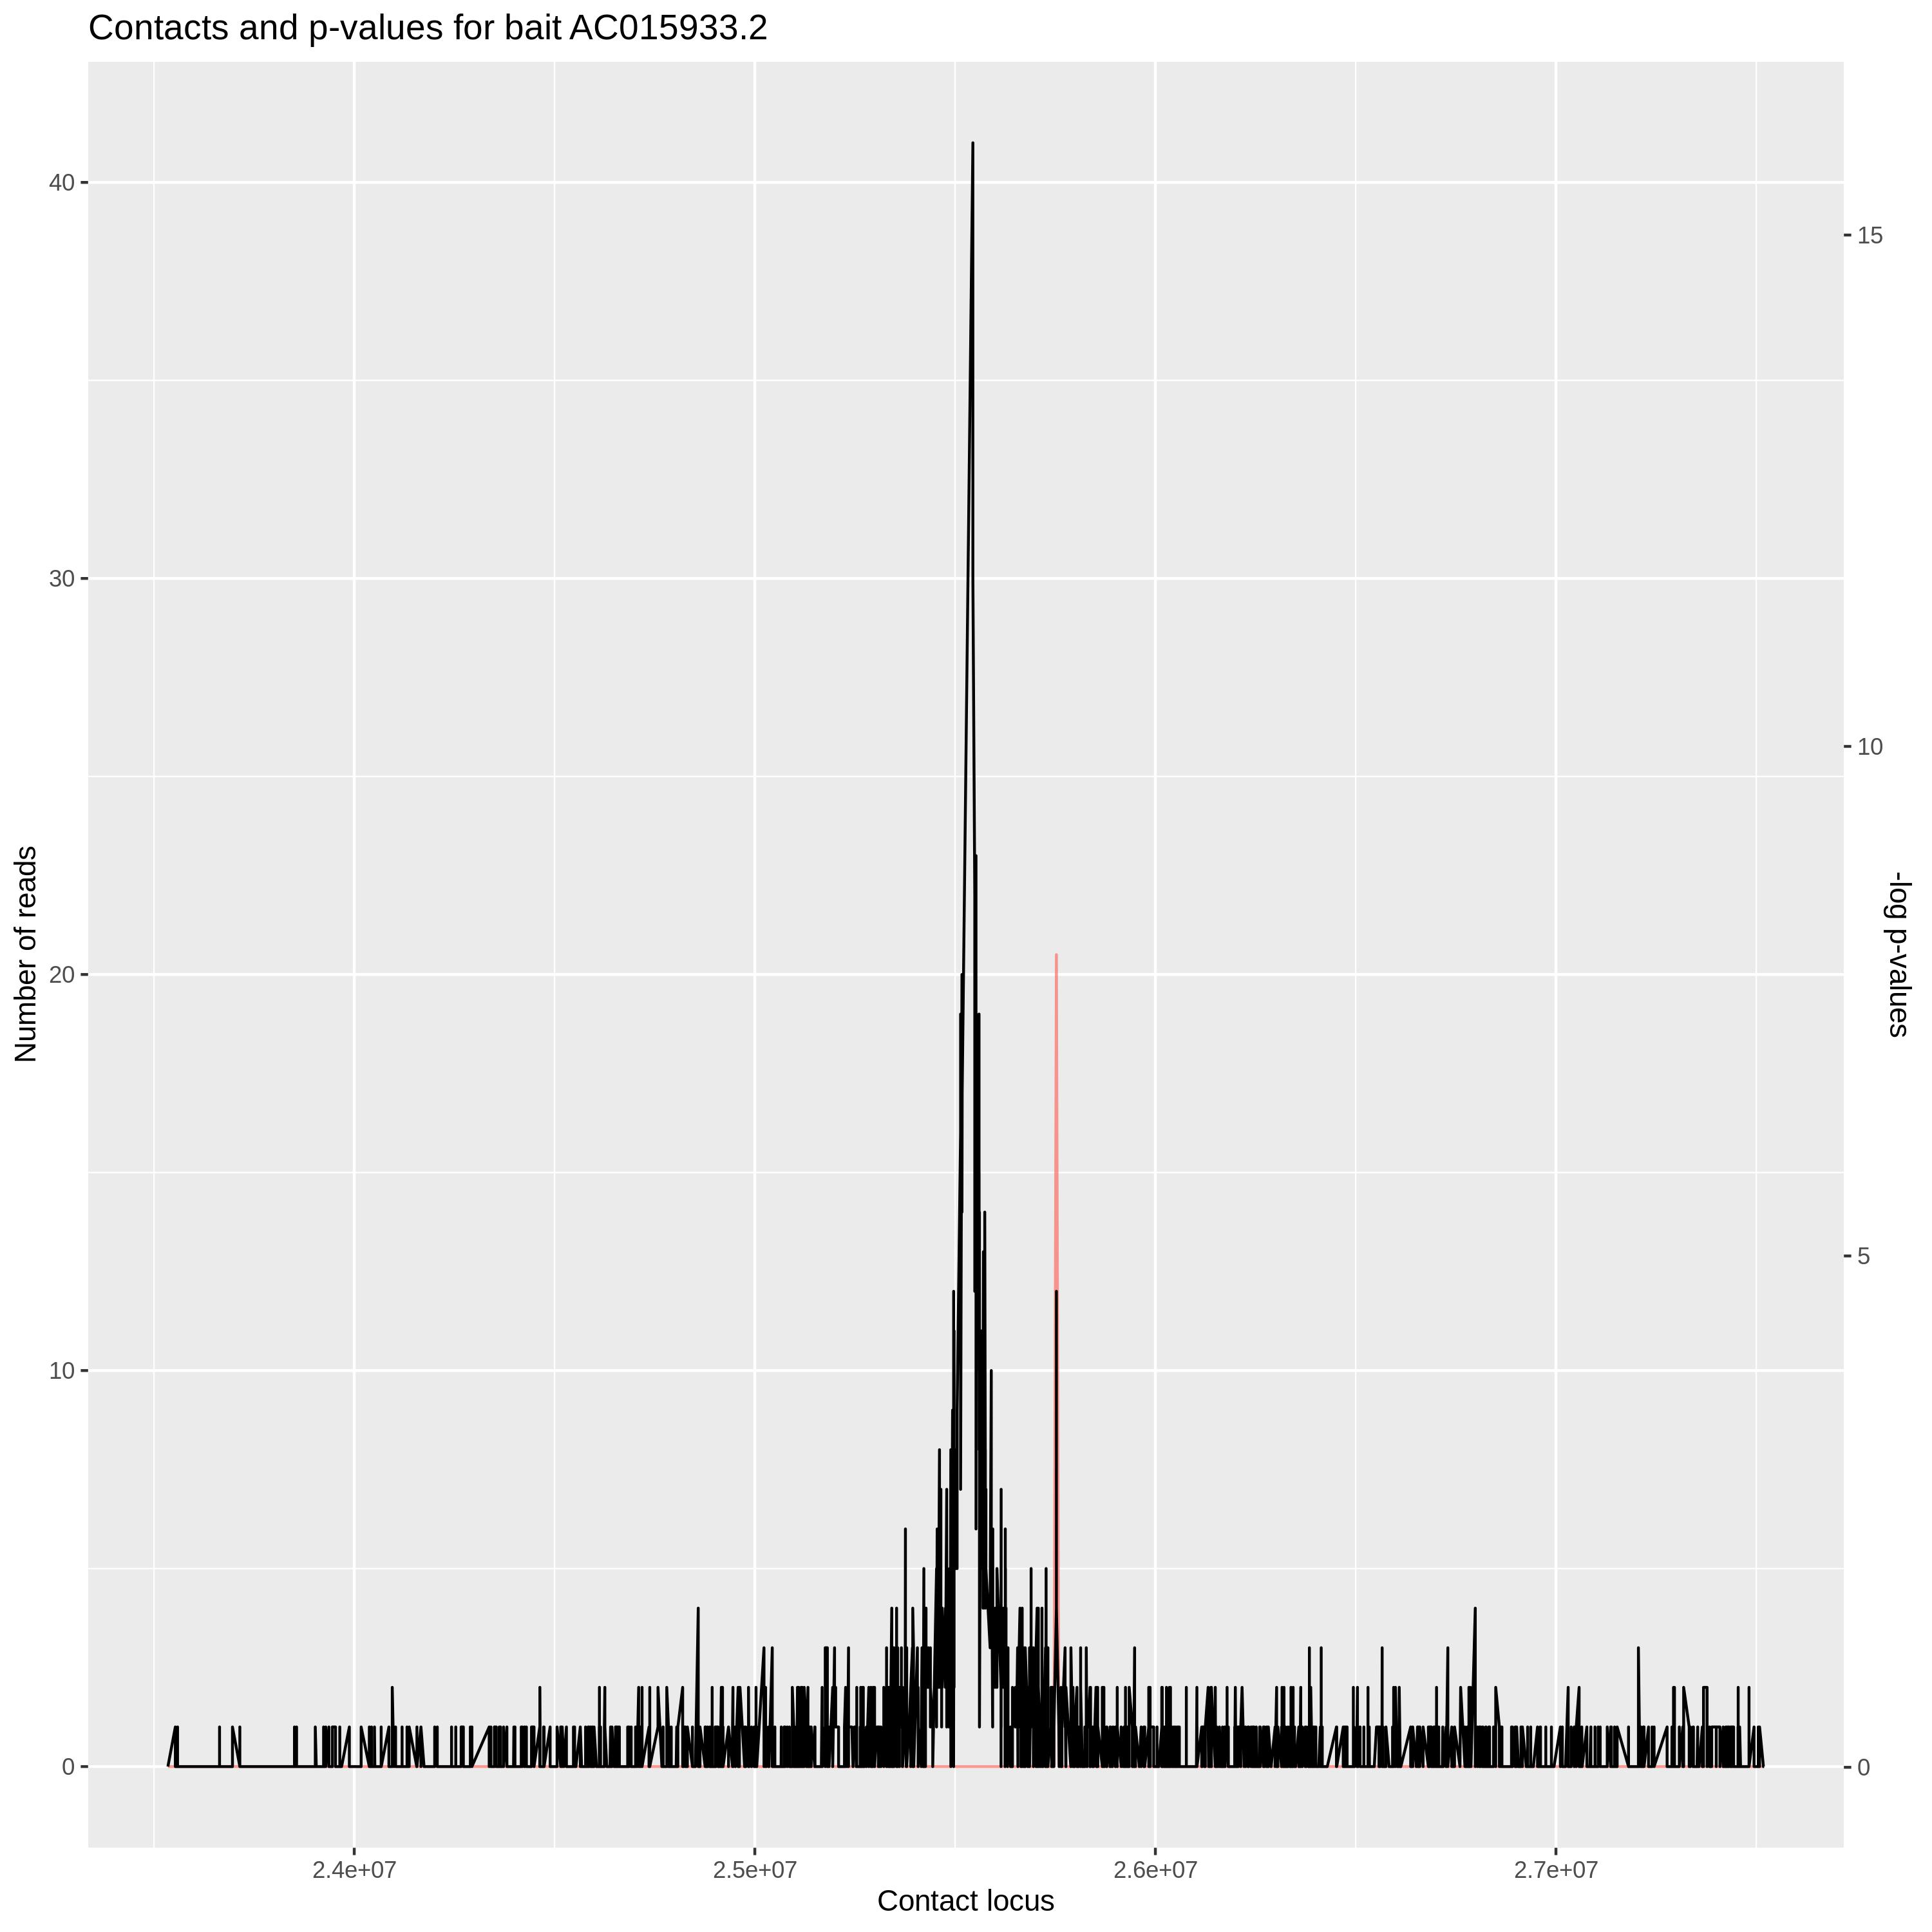 Contacts and p-values for bait AC015933.2
40
30
20
10
0
Number of reads
15
10
5
0
-log p-values
2.4e+07
2.5e+07
2.6e+07
2.7e+07
Contact locus